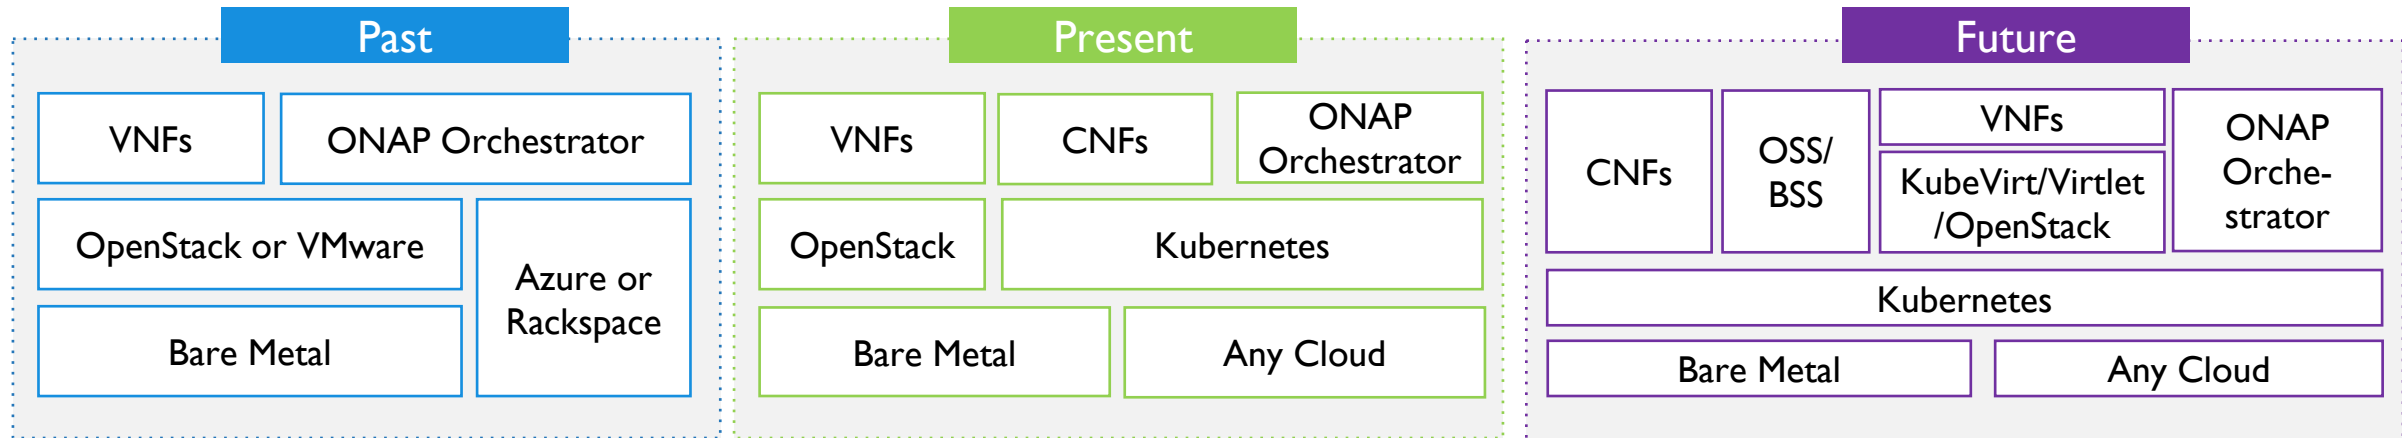 Past
VNFs
ONAP Orchestrator
OpenStack or VMware
Azure or
Rackspace
Bare Metal
Present
VNFs
CNFs
ONAP
Orchestrator
OpenStack
Kubernetes
Bare Metal
Any Cloud
Future
CNFs
OSS/
BSS
VNFs
KubeVirt/Virtlet
/OpenStack
ONAP
Orche-
strator
Kubernetes
Bare Metal
Any Cloud